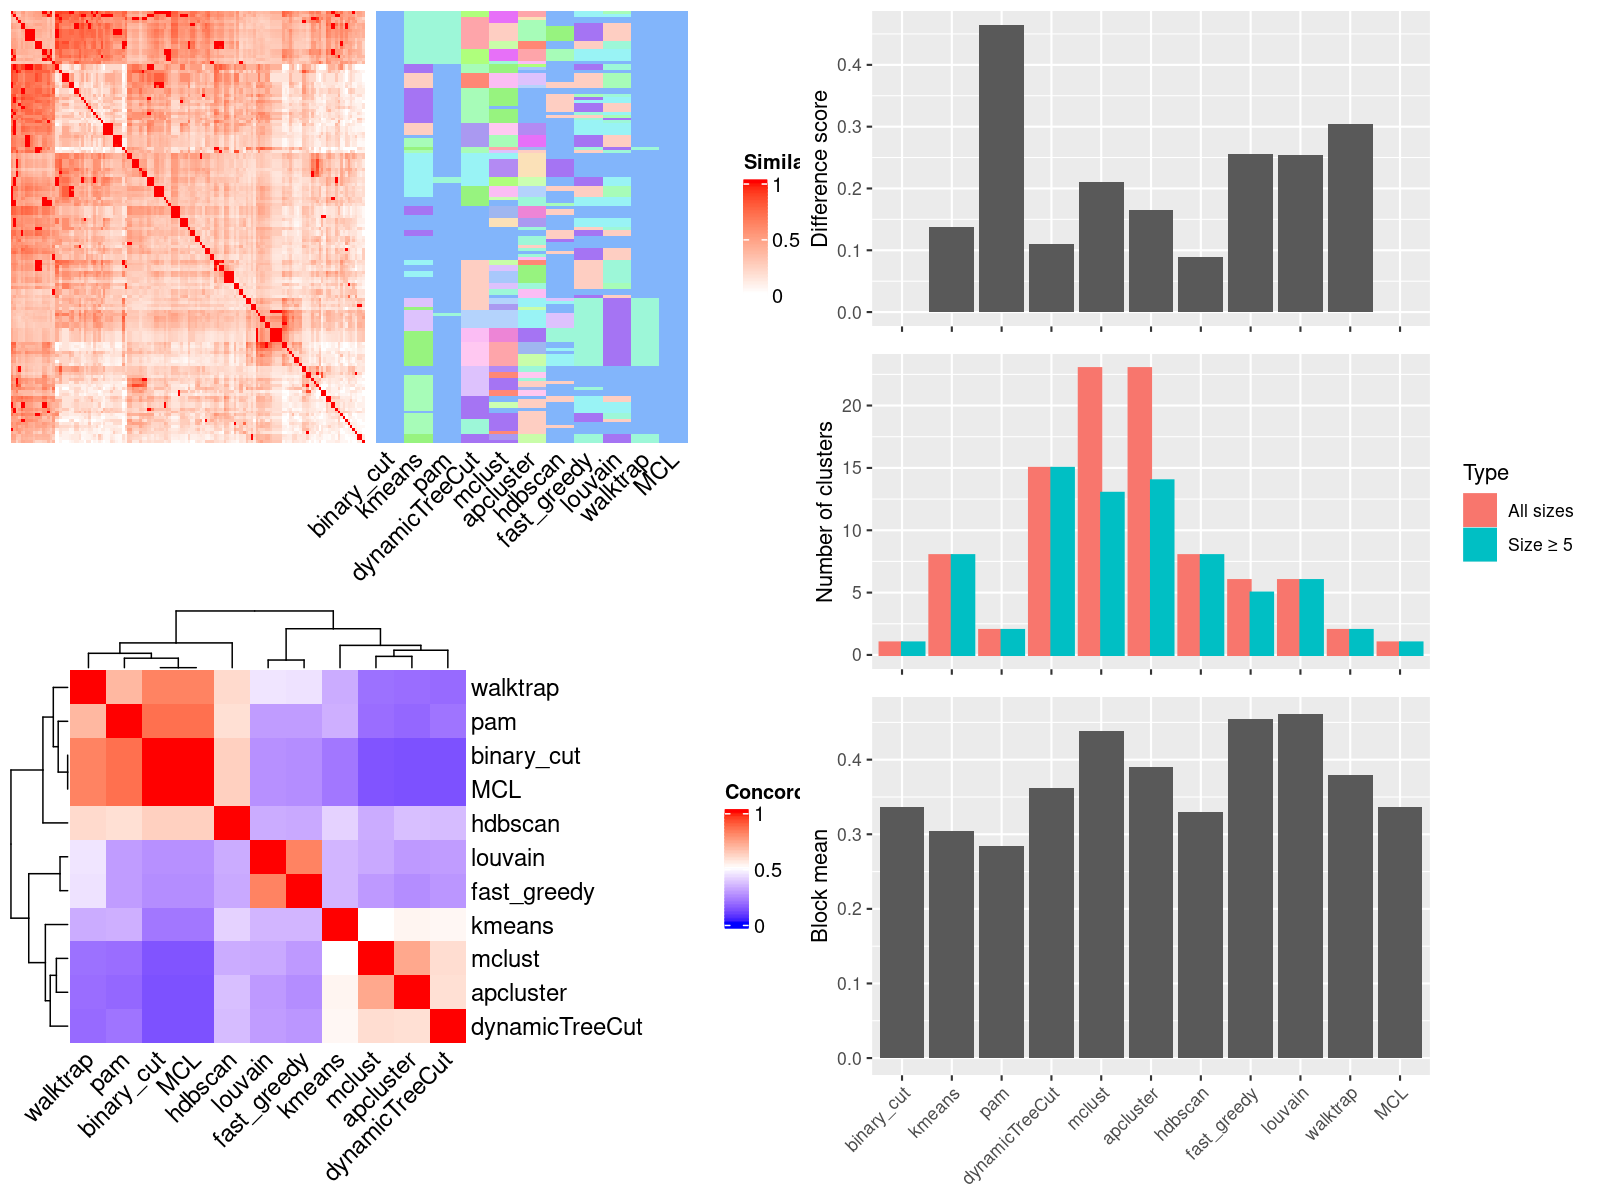 Simila
1
0.5
0
binary_cut
kmeans
pam
dynamicTreeCut
mclust
apcluster
hdbscan
fast_greedy
louvain
walktrap
MCL
walktrap
pam
binary_cut
MCL
hdbscan
louvain
fast_greedy
kmeans
mclust
apcluster
dynamicTreeCut
walktrap
pam
binary_cut
MCL
hdbscan
louvain
fast_greedy
kmeans
mclust
apcluster
dynamicTreeCut
Concord
1
0.5
0
Difference score
0.4
0.3
0.2
0.1
0.0
Number of clusters
20
15
10
5
0
Type
All sizes
Size ≥ 5
Block mean
0.4
0.3
0.2
0.1
0.0
binary_cut
kmeans
pam
dynamicTreeCut
mclust
apcluster
hdbscan
fast_greedy
louvain
walktrap
MCL